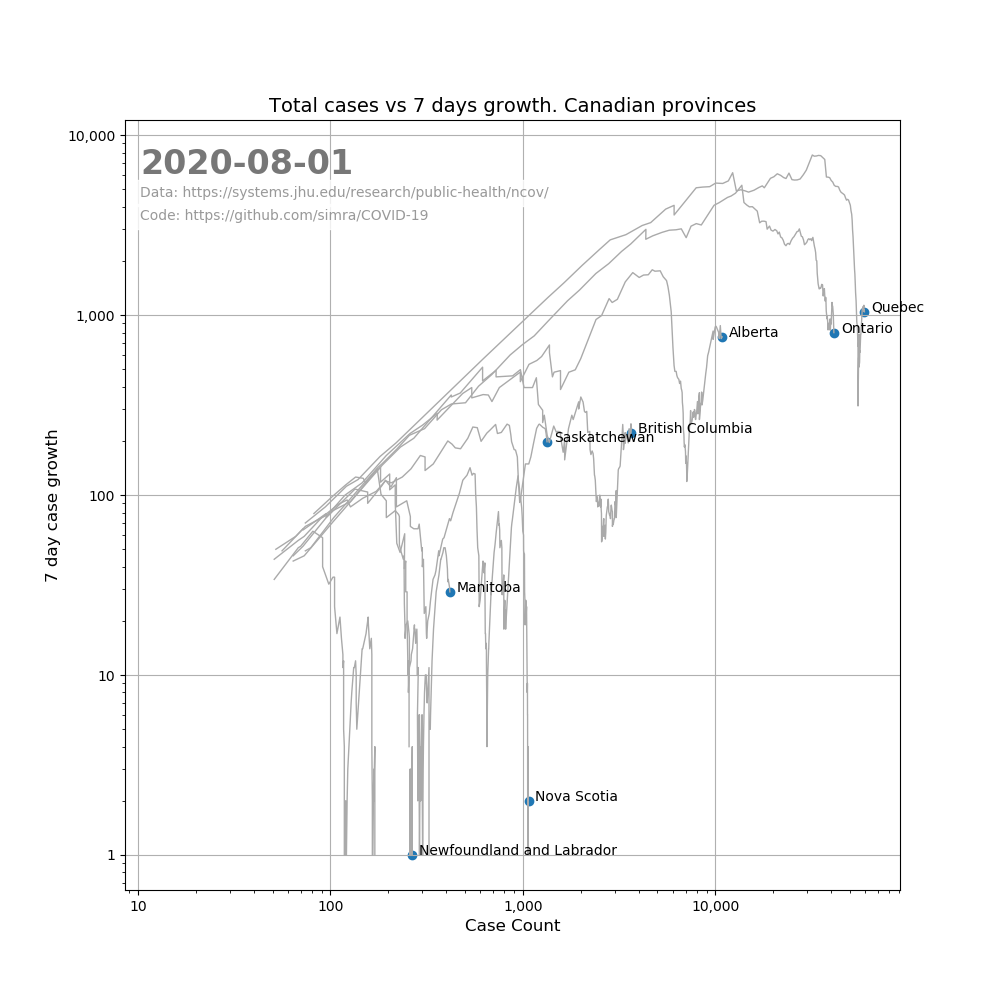 Total cases vs 7 days growth. Canadian provinces
10,000
2020-08-01
Data: https://systems.jhu.edu/research/public-health/ncov/
Code: https://github.com/simra/COVID-19
1,000
Quebec
Ontario
Alberta
British Columbia
Saskatchewan
100
7 day case growth
Manitoba
10
Nova Scotia
1
Newfoundland and Labrador
10
100
1,000
10,000
Case Count